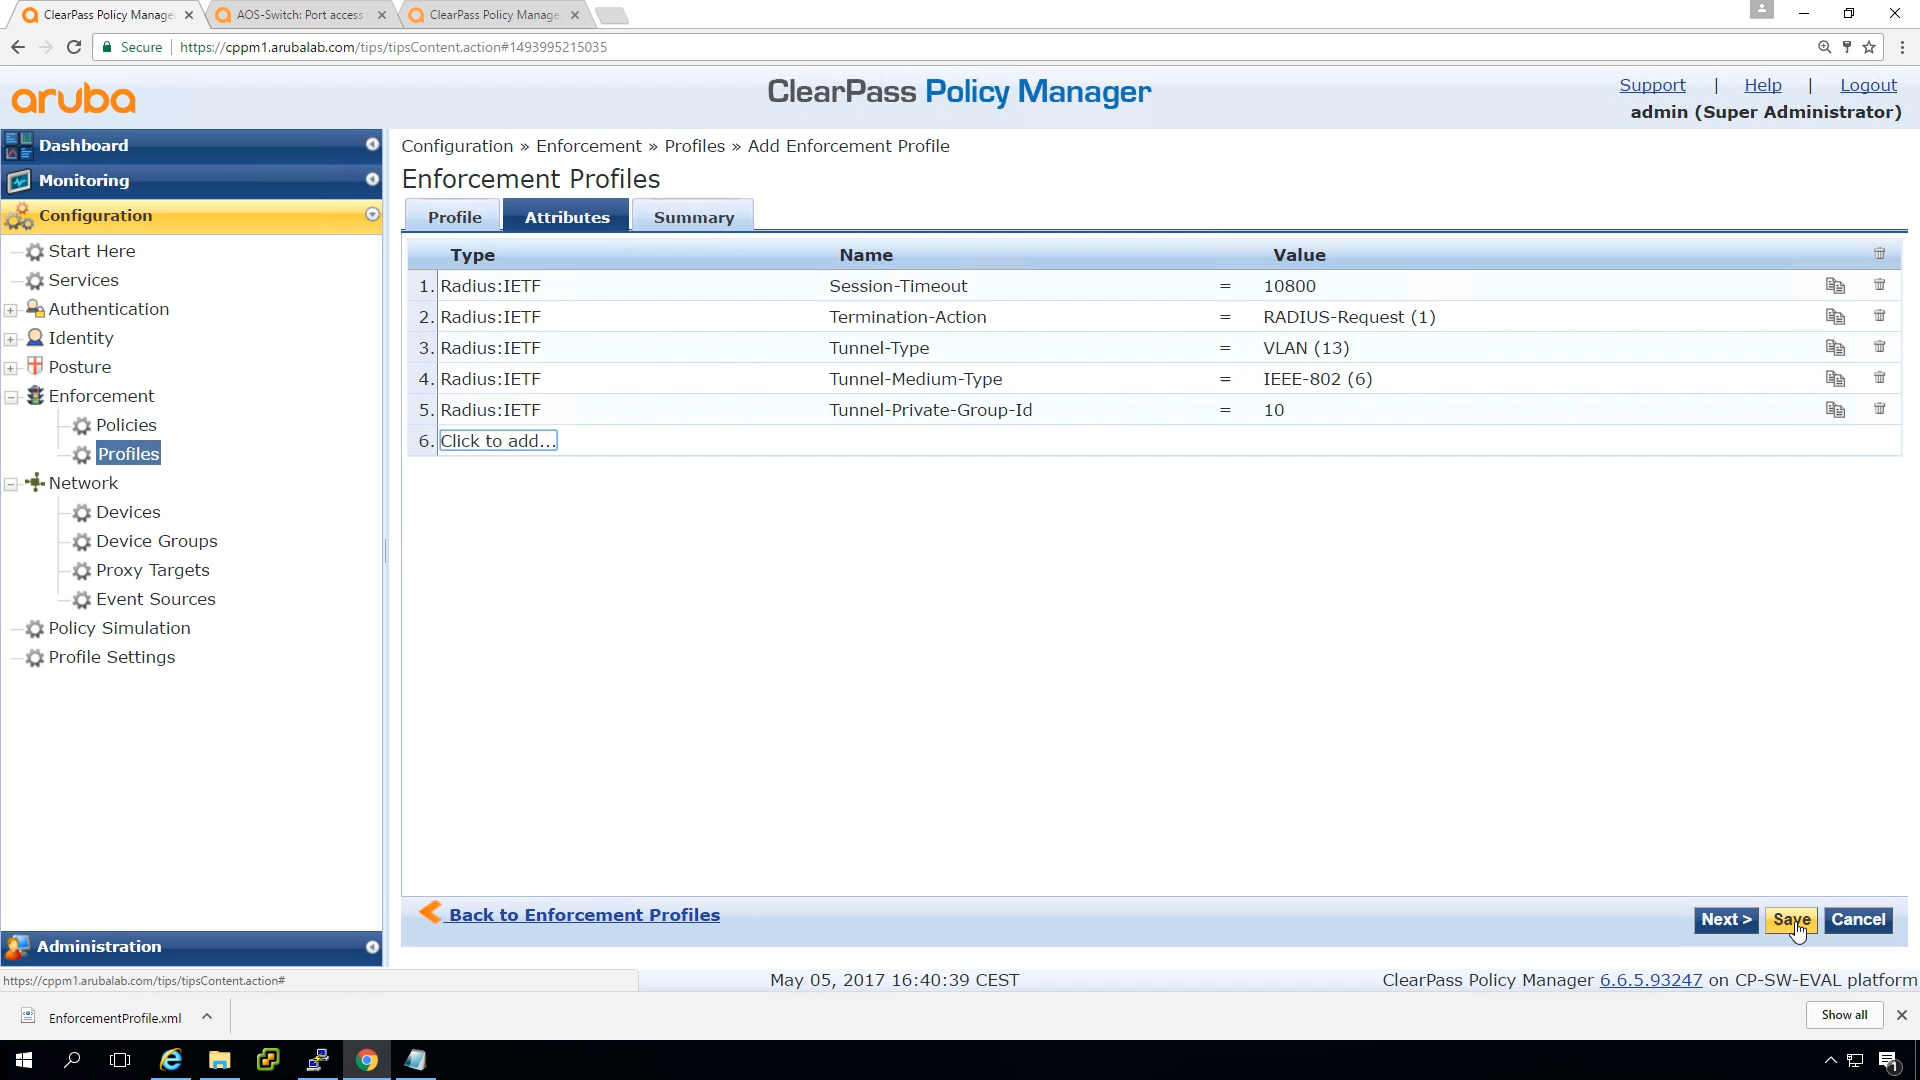 ClearPass Policy Manage
AOS-Switch: Port access
ClearPass Policy Manage
Secure
https://cppm1.arubalab.com/tips/tipsContent.action#1493995215035
aruba
ClearPass Policy Manager
Support | Help | Logout
admin (Super Administrator)
Dashboard
Monitoring
Configuration
Start Here
Services
Authentication
Identity
Posture
Enforcement
Policies
Profiles
Network
Devices
Device Groups
Proxy Targets
Event Sources
Policy Simulation
Profile Settings
Administration
Configuration » Enforcement » Profiles » Add Enforcement Profile
Enforcement Profiles
Profile Attributes Summary
Type Name Value
1. Radius:IETF Session-Timeout = 10800
2. Radius:IETF Termination-Action = RADIUS-Request (1)
3. Radius:IETF Tunnel-Type = VLAN (13)
4. Radius:IETF Tunnel-Medium-Type = IEEE-802 (6)
5. Radius:IETF Tunnel-Private-Group-Id = 10
6. Click to add...
Back to Enforcement Profiles
Next > Save Cancel
https://cppm1.arubalab.com/tips/tipsContent.action#
May 05, 2017 16:40:39 CEST
ClearPass Policy Manager 6.6.5.93247 on CP-SW-EVAL platform
EnforcementProfile.xml
Show all
1